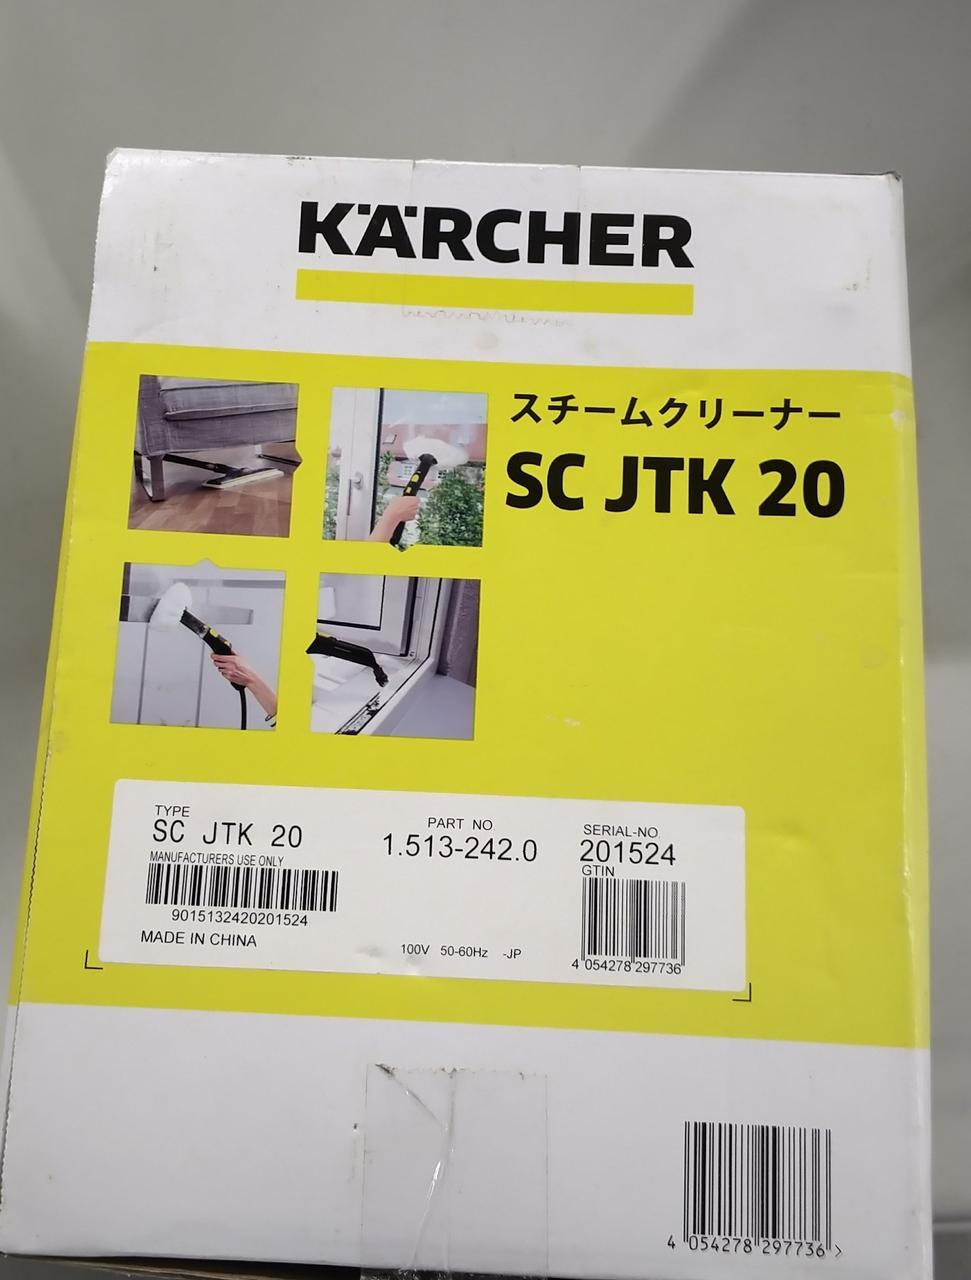 KÄRCHER
スチームクリーナー
SC JTK 20
TYPE
SC JTK 20
MANUFACTURERS USE ONLY
9015132420201524
MADE IN CHINA
PART NO
1.513-242.0
100V 50-60Hz -JP
SERIAL-NO.
201524
GTIN
4 054278 297736
4 054278 297736 >